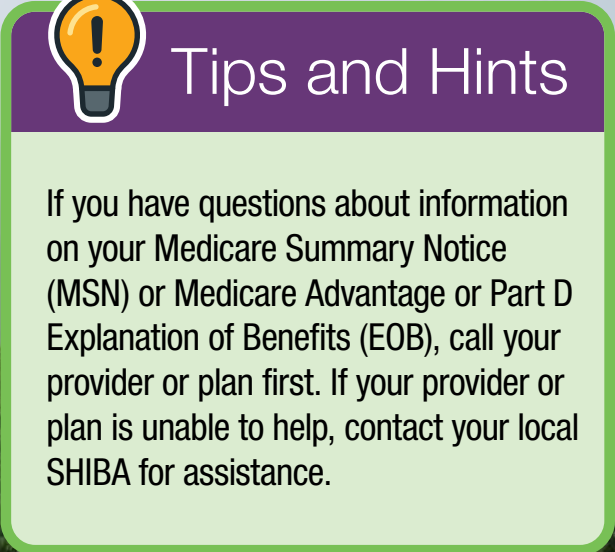 Tips and Hints
If you have questions about information
on your Medicare Summary Notice
(MSN) or Medicare Advantage or Part D
Explanation of Benefits (EOB), call your
provider or plan first. If your provider or
plan is unable to help, contact your local
SHIBA for assistance.